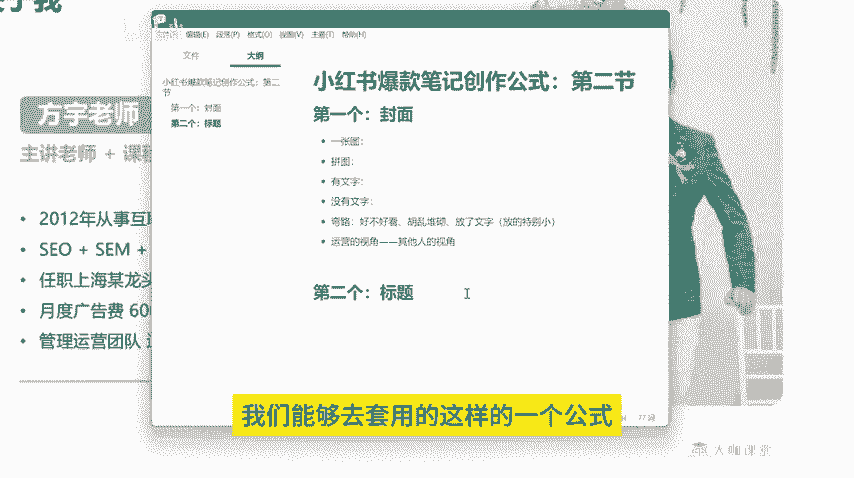 方宇老师
主讲老师 + 课
• 2012年从事互
• SEO + SEM +
• 任职上海某龙头
• 月度广告费 60
• 管理运营团队
编辑(E) 段落(P) 格式(O) 视图(V) 主题(T) 帮助(H)
文件 大纲
小红书爆款笔记创作公式：第二
节
第一个：封面
第二个：标题
小红书爆款笔记创作公式：第二节
第一个：封面
• 一张图：
• 拼图：
• 有文字：
• 没有文字：
• 弯路：好不好看、胡乱堆砌、放了文字（放的特别小）
• 运营的视角——其他人的视角
第二个：标题
77 词
我们能够去套用的这样的一个公式
大咖课堂